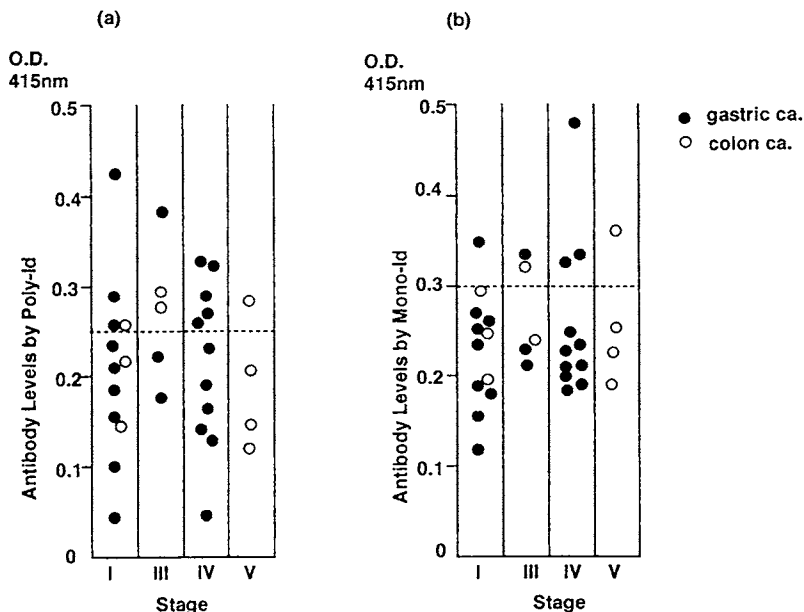 (a)
O.D.
415nm
0.5
0.4
0.3
0.2
0.1
0
Antibody Levels by Poly-Id
I III IV V
Stage
(b)
O.D.
415nm
0.5
0.4
0.3
0.2
0.1
0
Antibody Levels by Mono-Id
I III IV V
Stage
gastric ca.
colon ca.